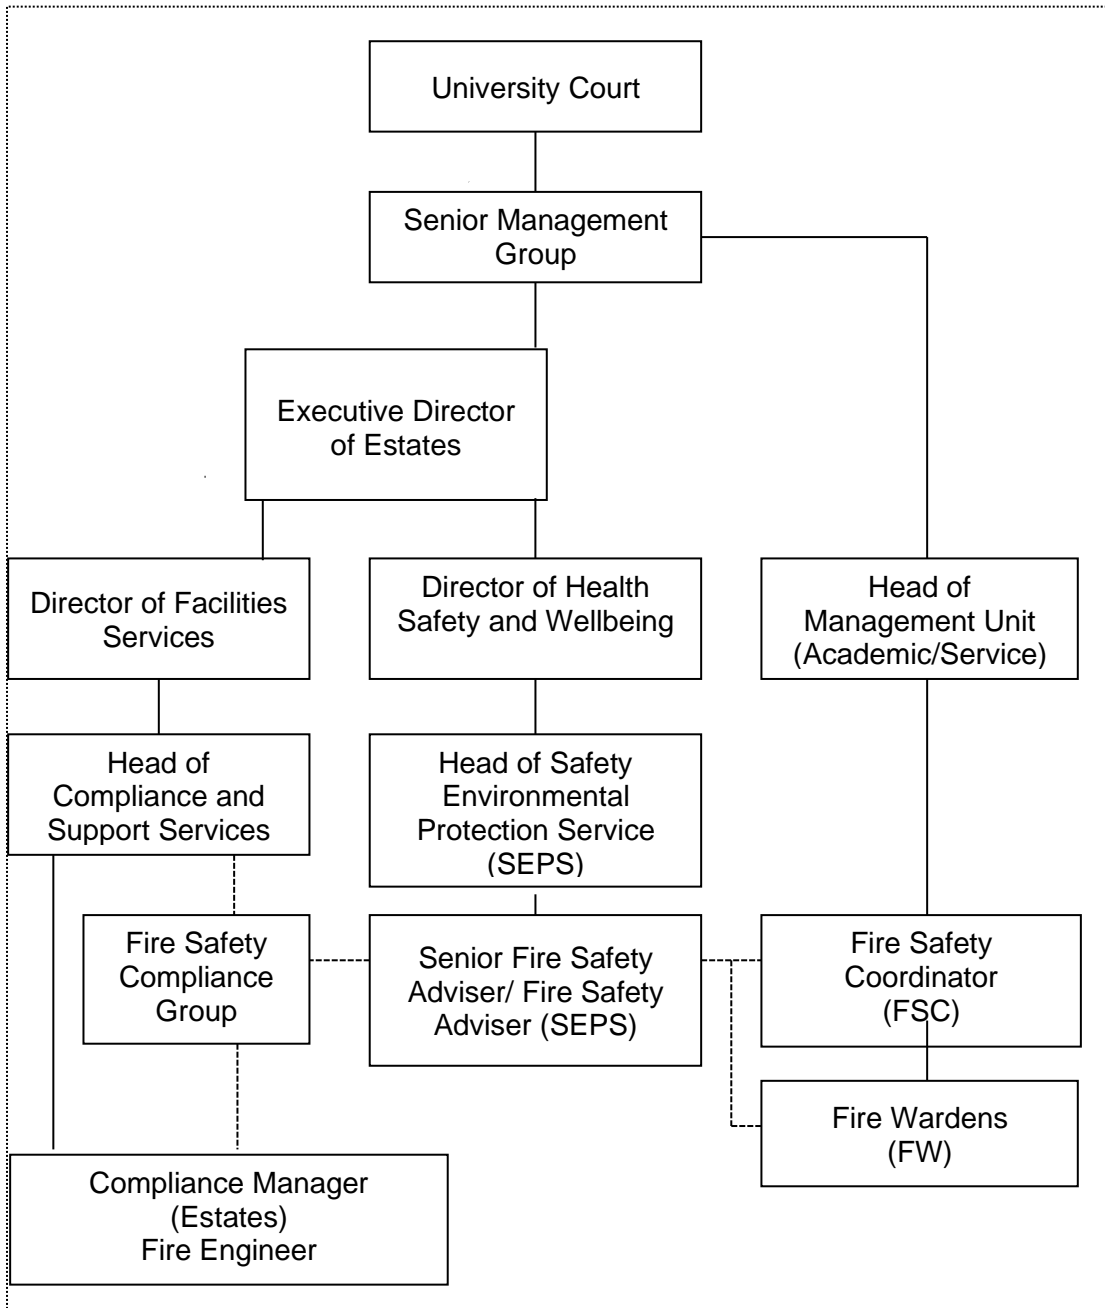 University Court
Senior Management
Group
Executive Director
of Estates
Director of Facilities
Services
Director of Health
Safety and Wellbeing
Head of
Management Unit
(Academic/Service)
Head of
Compliance and
Support Services
Head of Safety
Environmental
Protection Service
(SEPS)
Fire Safety
Compliance
Group
Senior Fire Safety
Adviser/ Fire Safety
Adviser (SEPS)
Fire Safety
Coordinator
(FSC)
Fire Wardens
(FW)
Compliance Manager
(Estates)
Fire Engineer